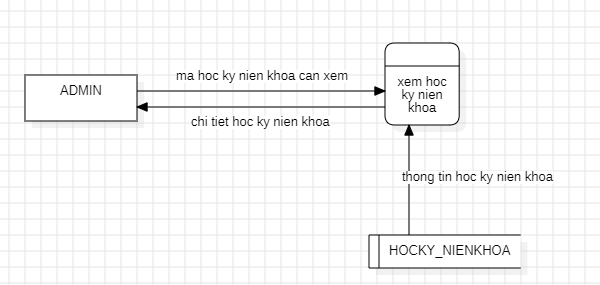 ma hoc ky nien khoa can xem
ADMIN
xem hoc
ky nien
khoa
chi tiet hoc ky nien khoa
thong tin hoc ky nien khoa
HOCKY_NIENKHOA